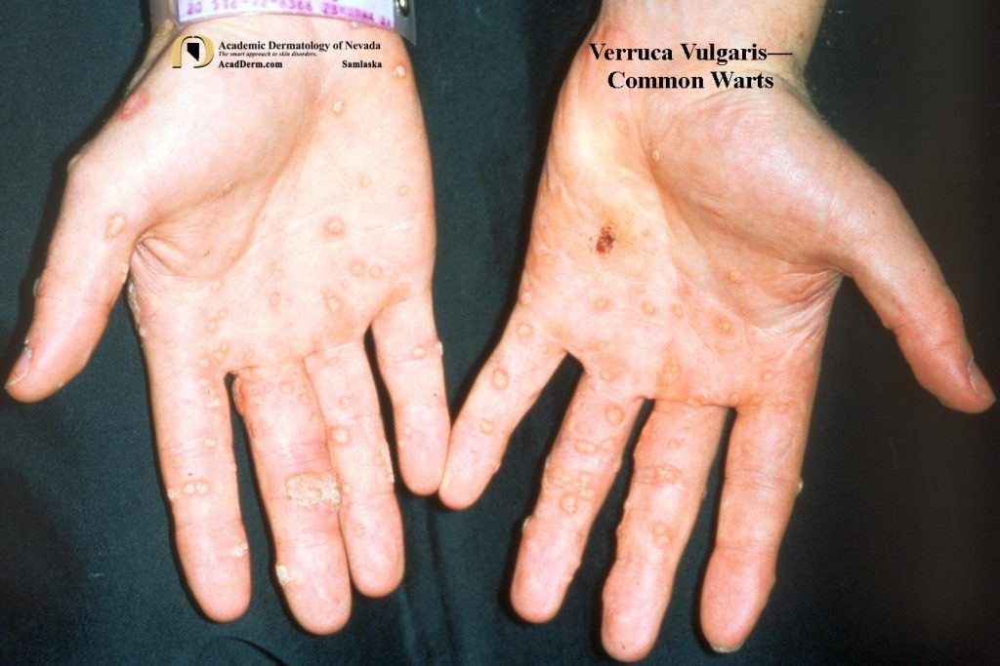 Academic Dermatology of Nevada
The smart approach to skin disorders.
AcadDerm.com Samlaska
Verruca Vulgaris—
Common Warts